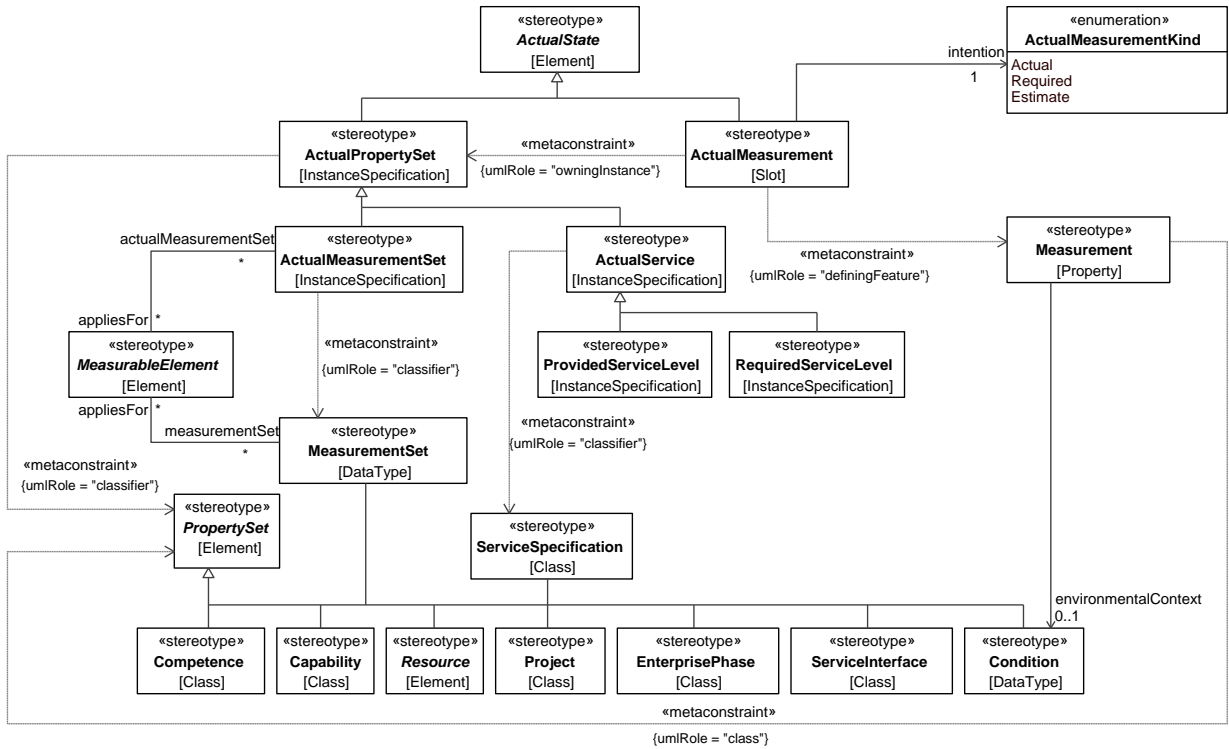 «stereotype»
ActualState
[Element]
«enumeration»
ActualMeasurementKind
Actual
Required
Estimate
intention
1
«stereotype»
ActualPropertySet
[InstanceSpecification]
«metaconstraint»
{umlRole = "owningInstance"}
«stereotype»
ActualMeasurement
[Slot]
actualMeasurementSet
*
«stereotype»
ActualMeasurementSet
[InstanceSpecification]
«stereotype»
ActualService
[InstanceSpecification]
«metaconstraint»
{umlRole = "definingFeature"}
«stereotype»
Measurement
[Property]
appliesFor
*
«stereotype»
MeasurableElement
[Element]
«metaconstraint»
{umlRole = "classifier"}
«stereotype»
ProvidedServiceLevel
[InstanceSpecification]
«stereotype»
RequiredServiceLevel
[InstanceSpecification]
appliesFor
*
measurementSet
*
«stereotype»
MeasurementSet
[DataType]
«metaconstraint»
{umlRole = "classifier"}
«metaconstraint»
{umlRole = "classifier"}
«stereotype»
PropertySet
[Element]
«stereotype»
ServiceSpecification
[Class]
environmentalContext
0..1
«stereotype»
Competence
[Class]
«stereotype»
Capability
[Class]
«stereotype»
Resource
[Element]
«stereotype»
Project
[Class]
«stereotype»
EnterprisePhase
[Class]
«stereotype»
ServiceInterface
[Class]
«stereotype»
Condition
[DataType]
«metaconstraint»
{umlRole = "class"}